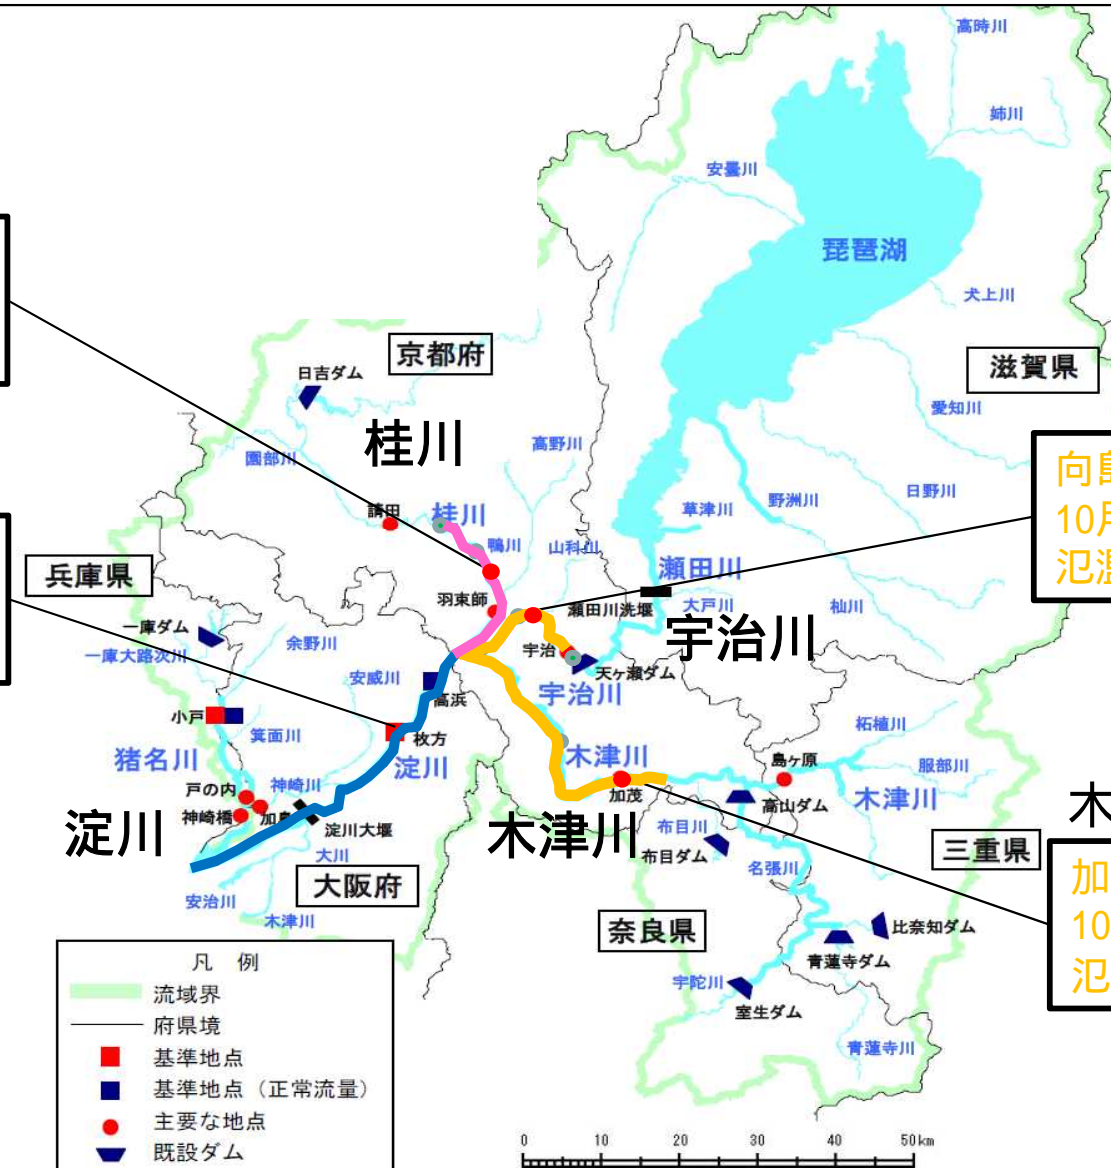 高時川
姉川
安曇川
琵琶湖
犬上川
京都府
滋賀県
日吉ダム
愛知川
桂川
高野川
園部川
向島
10月
氾濫
日野川
野洲川
草津川
請田
桂川
鴨川
山科川
瀬田川
兵庫県
羽束師
瀬田川洗堰
大戸川
杣川
宇治川
一庫ダム
余野川
一庫大路次川
宇治
天ヶ瀬ダム
安威川
宇治川
高浜
小戸
柘植川
箕面川
枚方
木津川
島ヶ原
服部川
猪名川
淀川
神崎川
戸の内
加茂
高山ダム
木津川
神崎橋
加島
淀川大堰
布目川
木
淀川
木津川
布目ダム
三重県
大川
名張川
加
10
氾
大阪府
安治川
木津川
奈良県
比奈知ダム
青蓮寺ダム
凡 例
流域界
宇陀川
室生ダム
府県境
青蓮寺川
基準地点
基準地点（正常流量）
主要な地点
既設ダム
0 10 20 30 40 50km